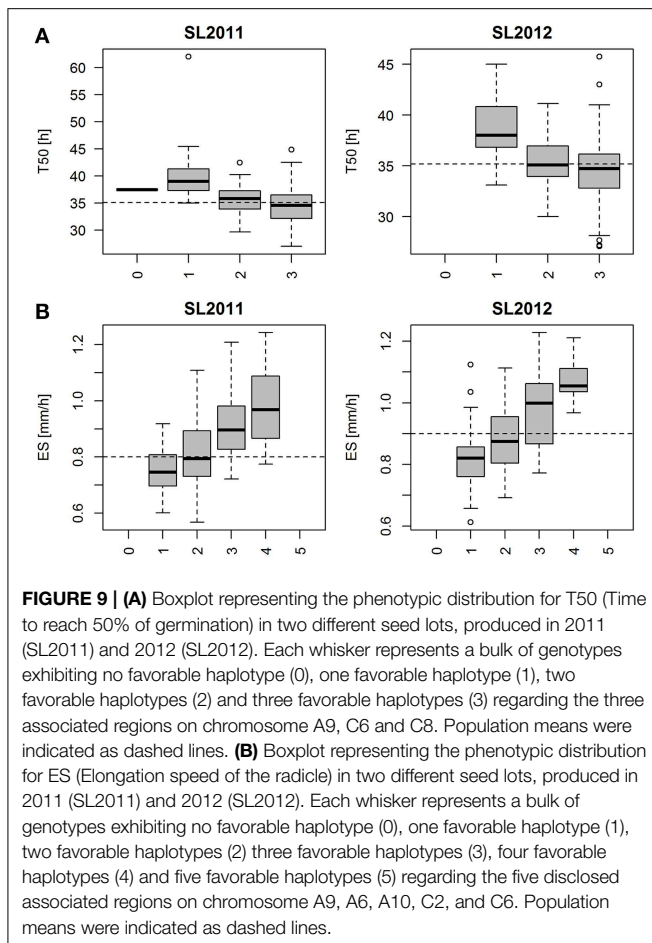 A
SL2011
SL2012
T50 [h]
60
55
50
45
40
35
30
0
1
2
3
T50 [h]
45
40
35
30
0
1
2
3
B
SL2011
SL2012
ES [mm/h]
1.2
1.0
0.8
0.6
0
1
2
3
4
5
ES [mm/h]
1.2
1.0
0.8
0.6
0
1
2
3
4
5
FIGURE 9 | (A) Boxplot representing the phenotypic distribution for T50 (Time
to reach 50% of germination) in two different seed lots, produced in 2011
(SL2011) and 2012 (SL2012). Each whisker represents a bulk of genotypes
exhibiting no favorable haplotype (0), one favorable haplotype (1), two
favorable haplotypes (2) and three favorable haplotypes (3) regarding the three
associated regions on chromosome A9, C6 and C8. Population means were
indicated as dashed lines. (B) Boxplot representing the phenotypic distribution
for ES (Elongation speed of the radicle) in two different seed lots, produced in
2011 (SL2011) and 2012 (SL2012). Each whisker represents a bulk of
genotypes exhibiting no favorable haplotype (0), one favorable haplotype (1),
two favorable haplotypes (2) three favorable haplotypes (3), four favorable
haplotypes (4) and five favorable haplotypes (5) regarding the five disclosed
associated regions on chromosome A9, A6, A10, C2, and C6. Population
means were indicated as dashed lines.